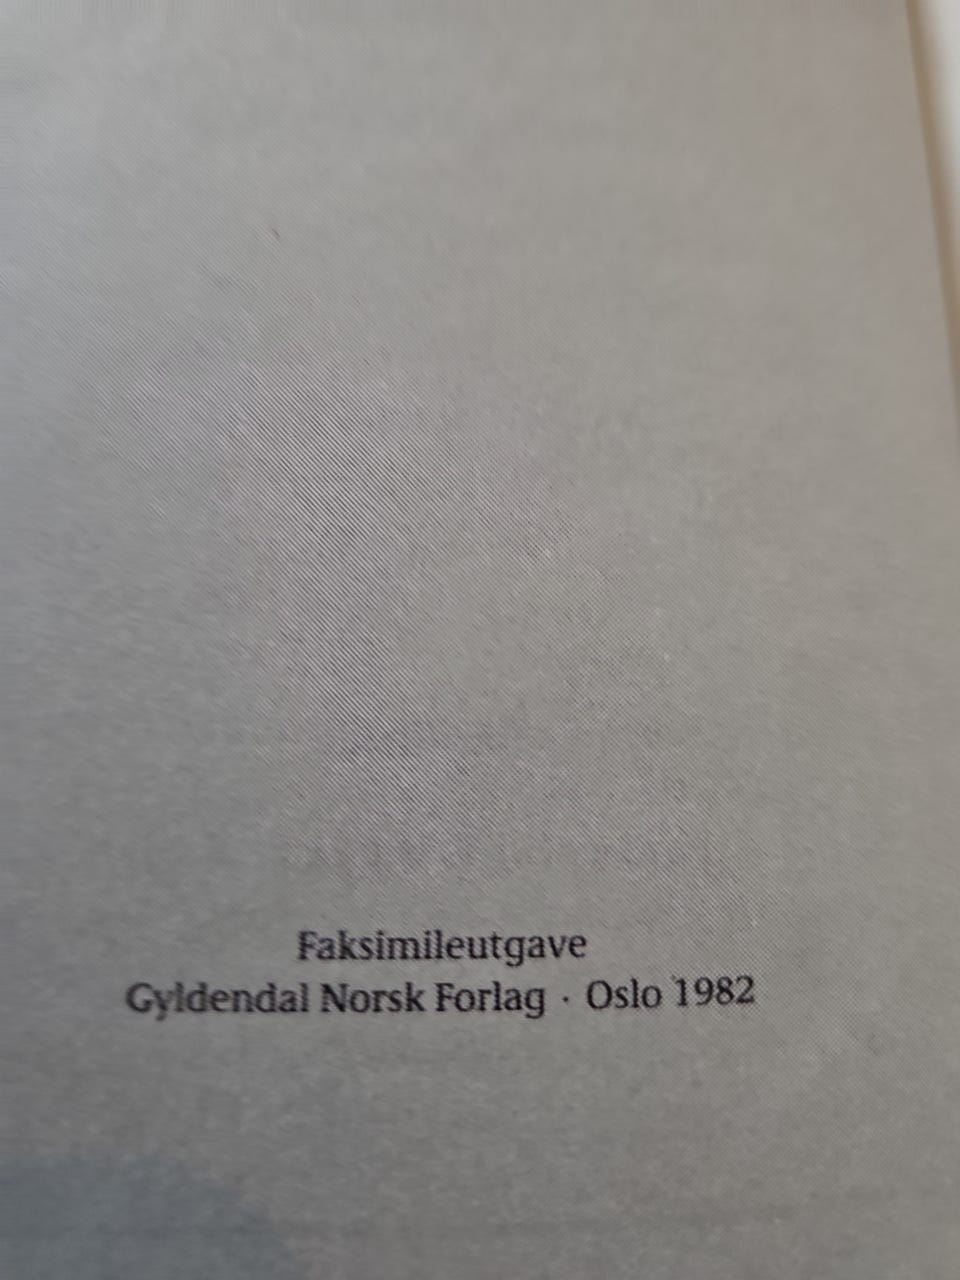 Faksimileutgave
Gyldendal Norsk Forlag · Oslo 1982